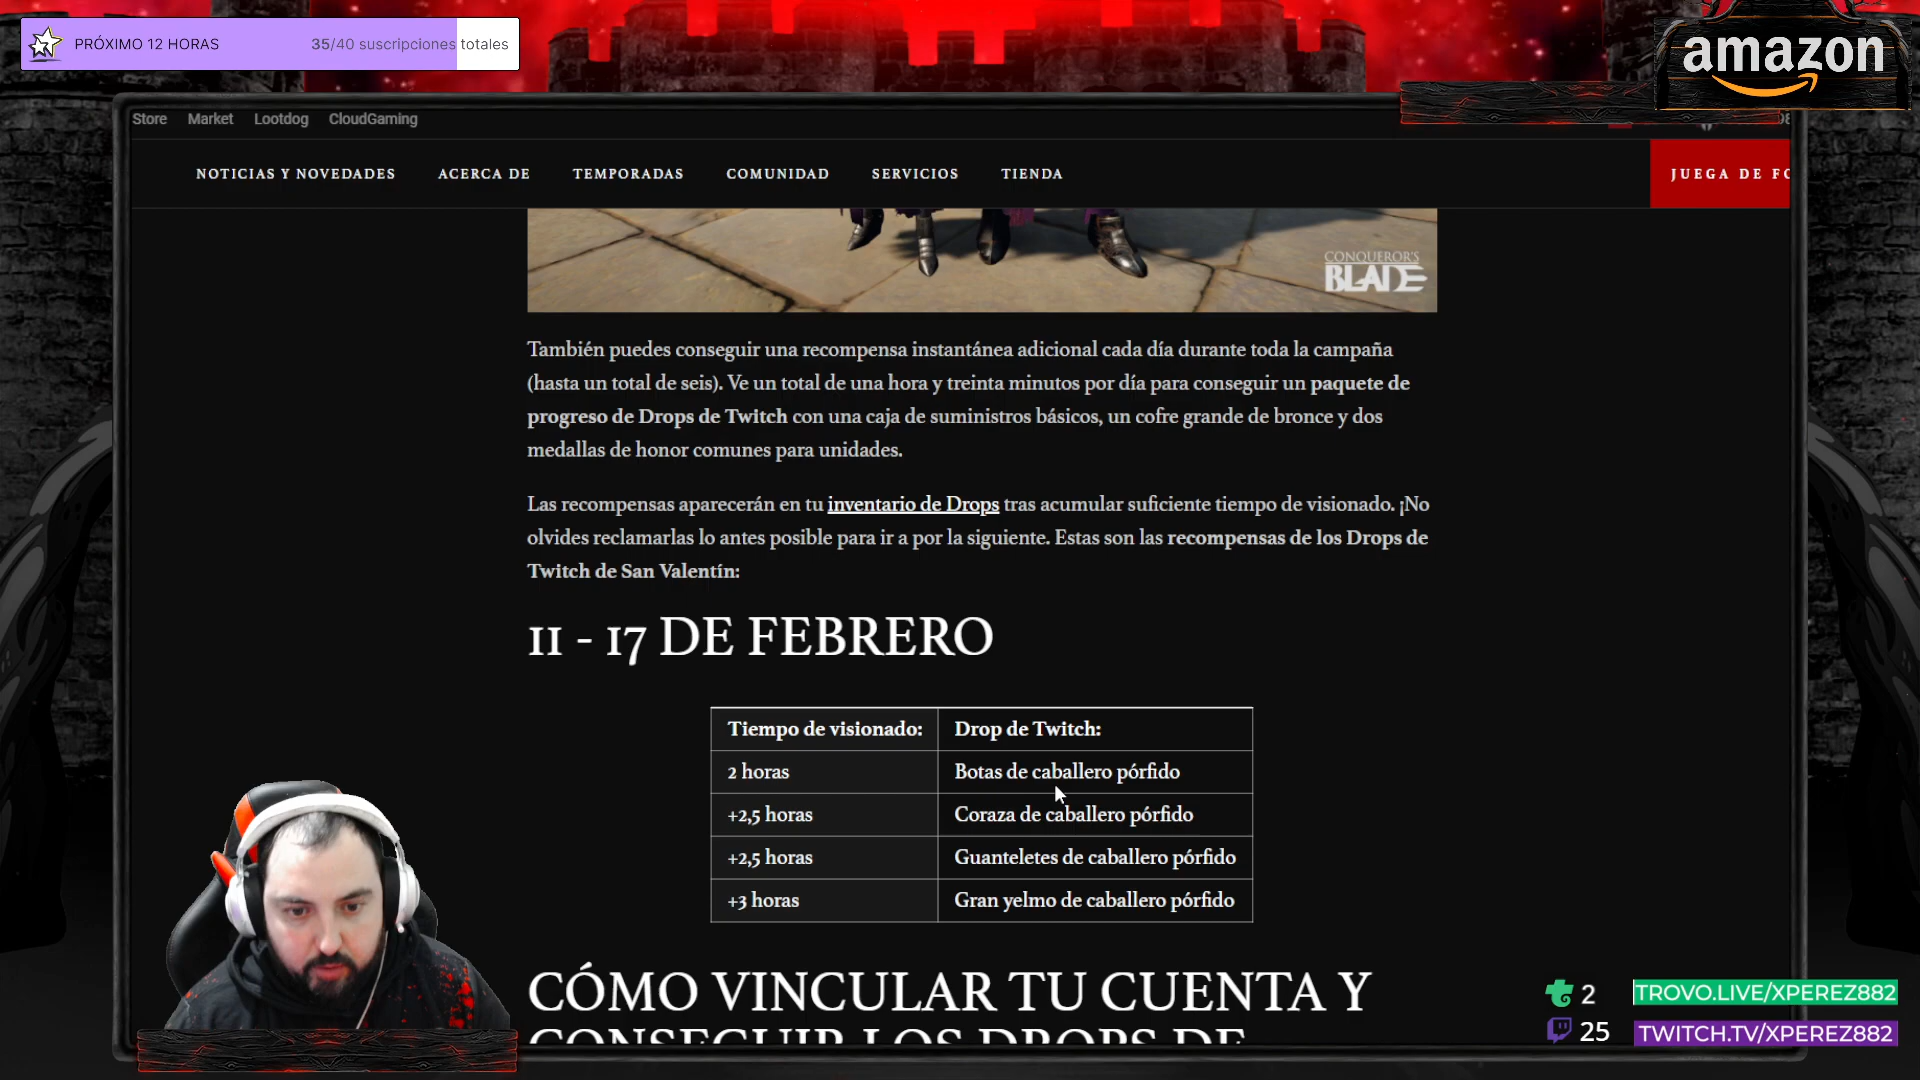 PRÓXIMO 12 HORAS 35/40 suscripciones totales
amazon
Store Market Lootdog CloudGaming
NOTICIAS Y NOVEDADES ACERCA DE TEMPORADAS COMUNIDAD SERVICIOS TIENDA JUEGA DE FO
CONQUEROR'S
BLADE
También puedes conseguir una recompensa instantánea adicional cada día durante toda la campaña
(hasta un total de seis). Ve un total de una hora y treinta minutos por día para conseguir un paquete de
progreso de Drops de Twitch con una caja de suministros básicos, un cofre grande de bronce y dos
medallas de honor comunes para unidades.
Las recompensas aparecerán en tu inventario de Drops tras acumular suficiente tiempo de visionado. ¡No
olvides reclamarlas lo antes posible para ir a por la siguiente. Estas son las recompensas de los Drops de
Twitch de San Valentín:
11 - 17 DE FEBRERO
Tiempo de visionado: Drop de Twitch:
2 horas Botas de caballero pórfido
+2,5 horas Coraza de caballero pórfido
+2,5 horas Guanteletes de caballero pórfido
+3 horas Gran yelmo de caballero pórfido
CÓMO VINCULAR TU CUENTA Y
CONSEGUIR LOS DROPS DE
2 TROVO.LIVE/XPEREZ882
25 TWITCH.TV/XPEREZ882